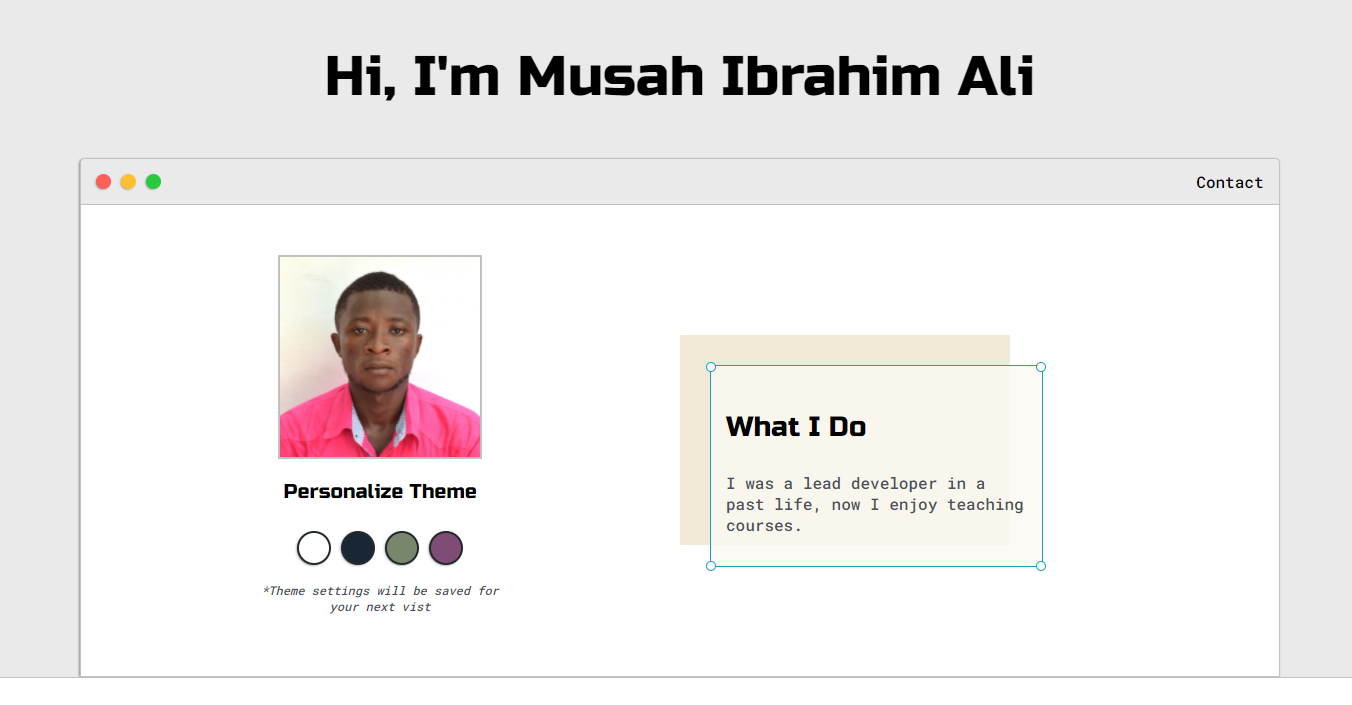 Hi, I'm Musah Ibrahim Ali
Contact
Personalize Theme
*Theme settings will be saved for
your next vist
What I Do
I was a lead developer in a
past life, now I enjoy teaching
courses.